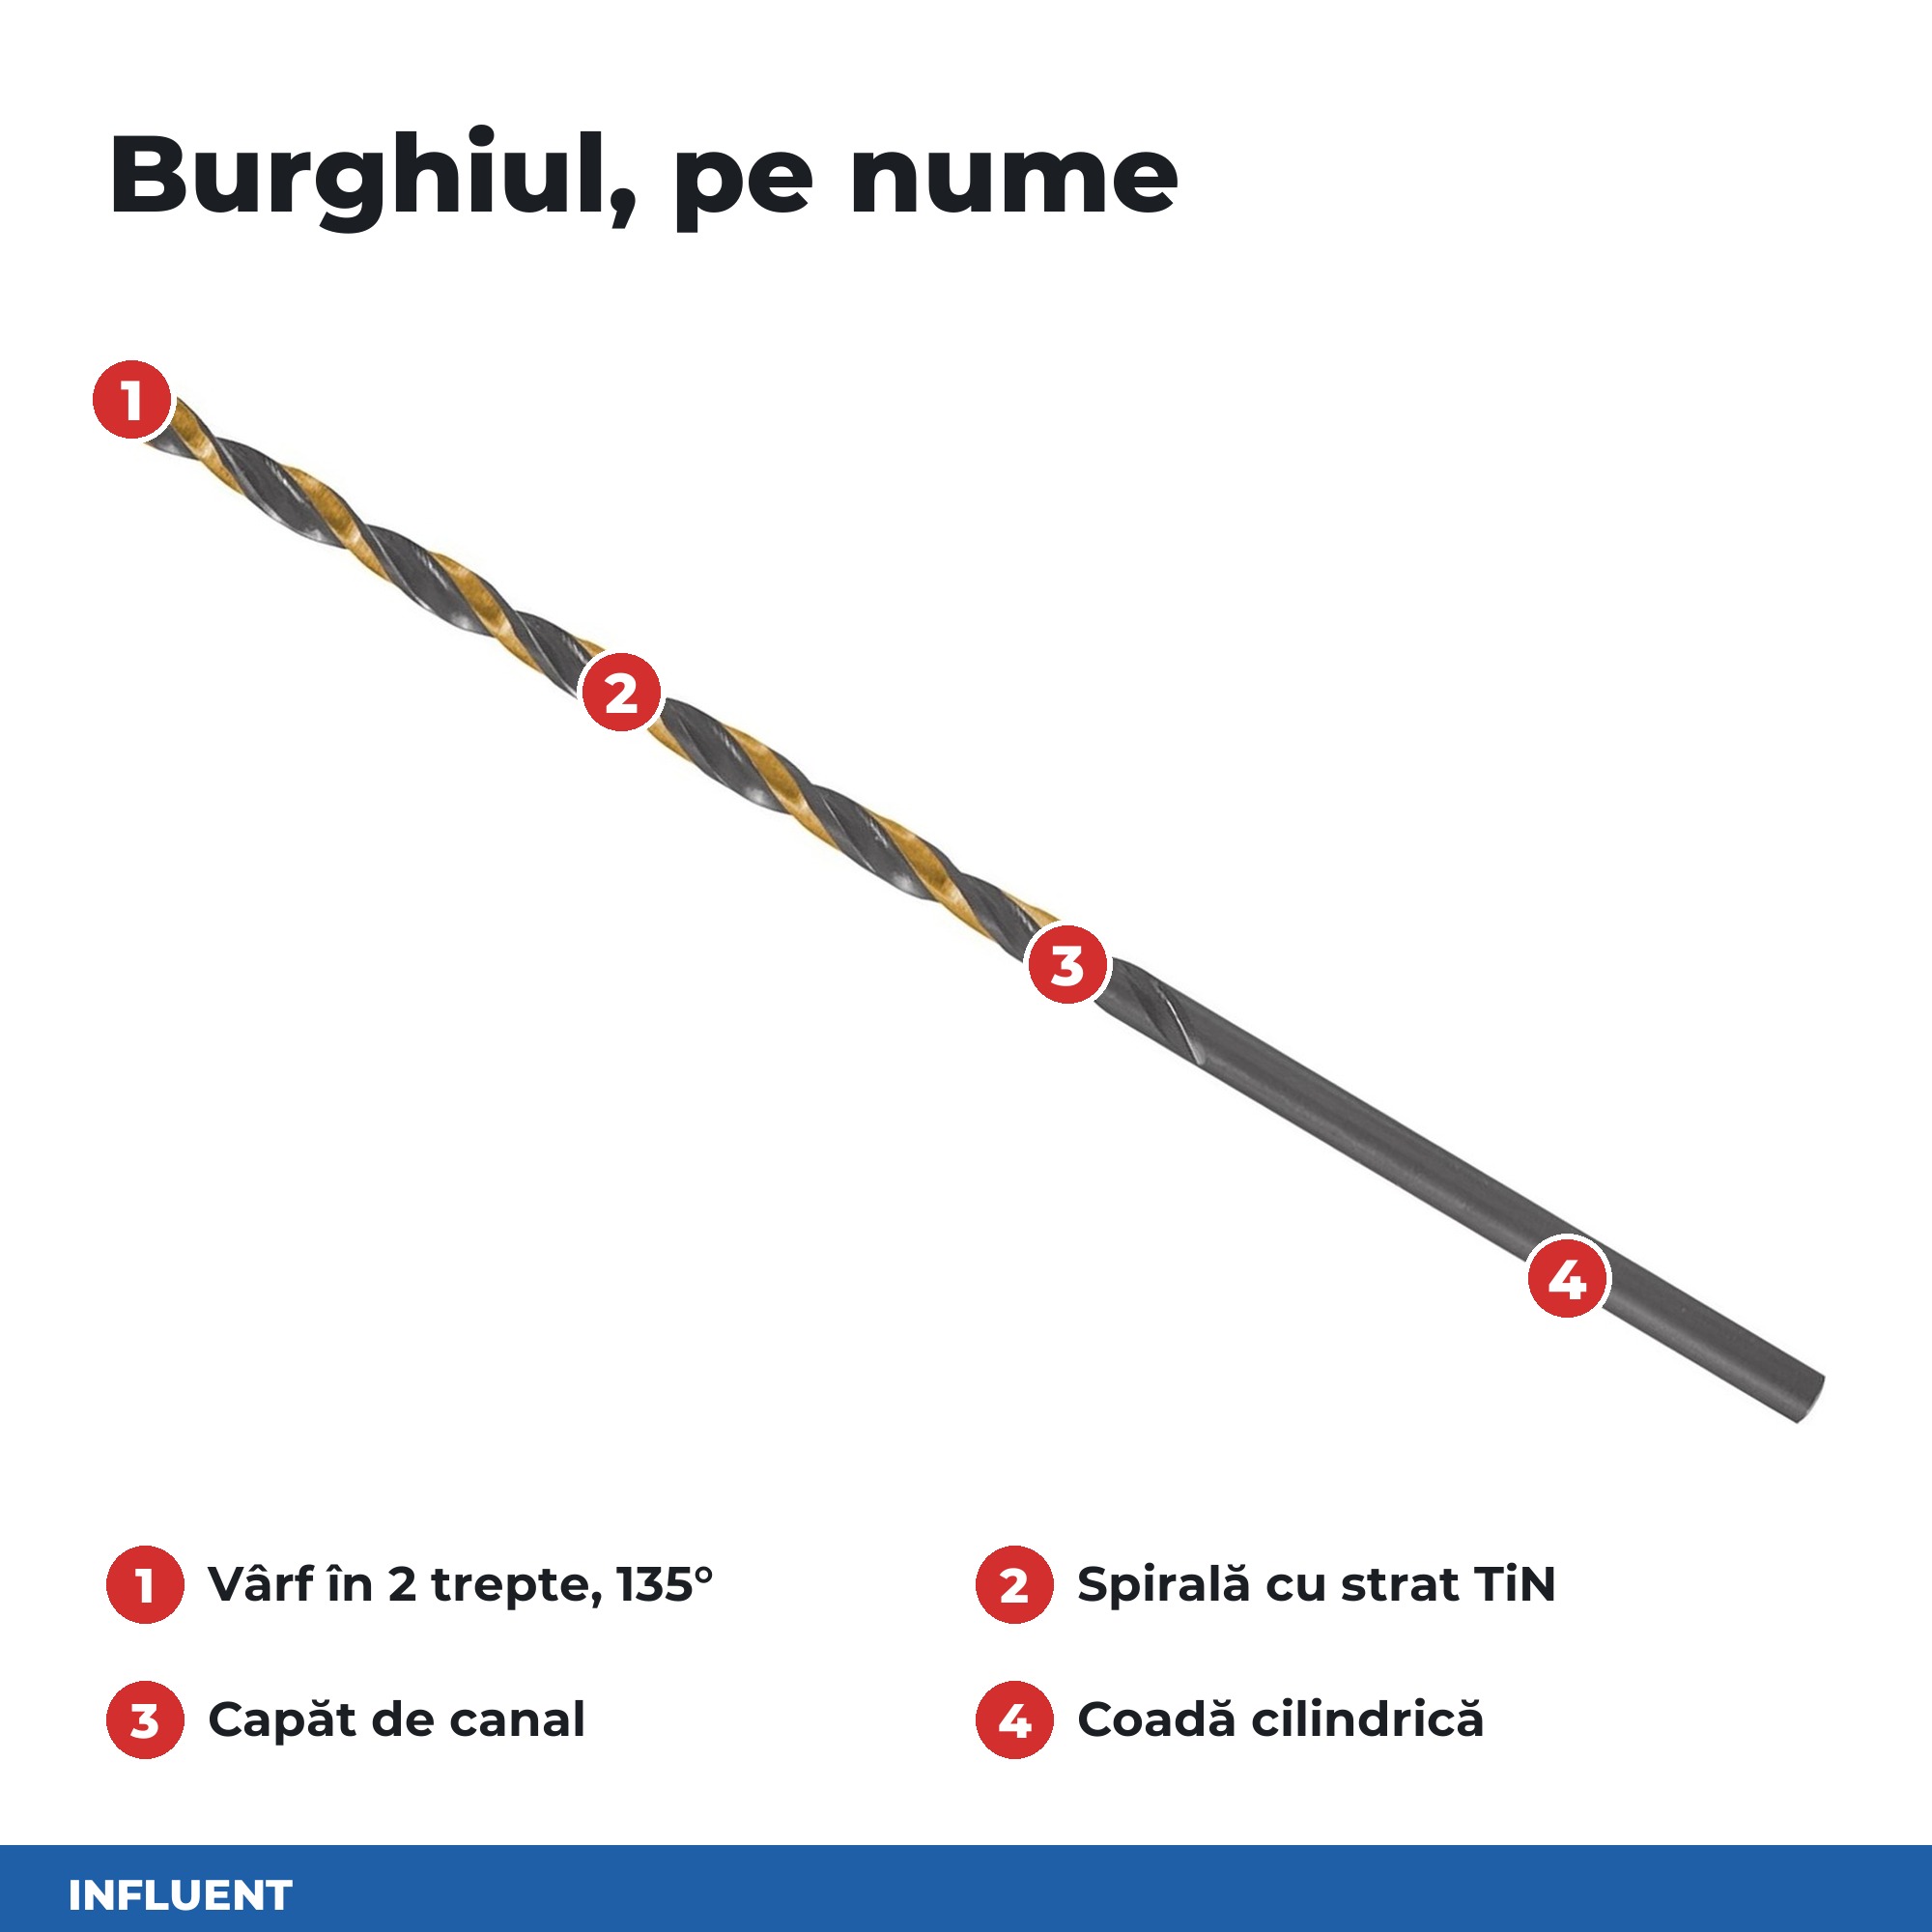 Burghiul, pe nume
1
2
3
4
1 Vârf în 2 trepte, 135°
2 Spirală cu strat TiN
3 Capăt de canal
4 Coadă cilindrică
INFLUENT